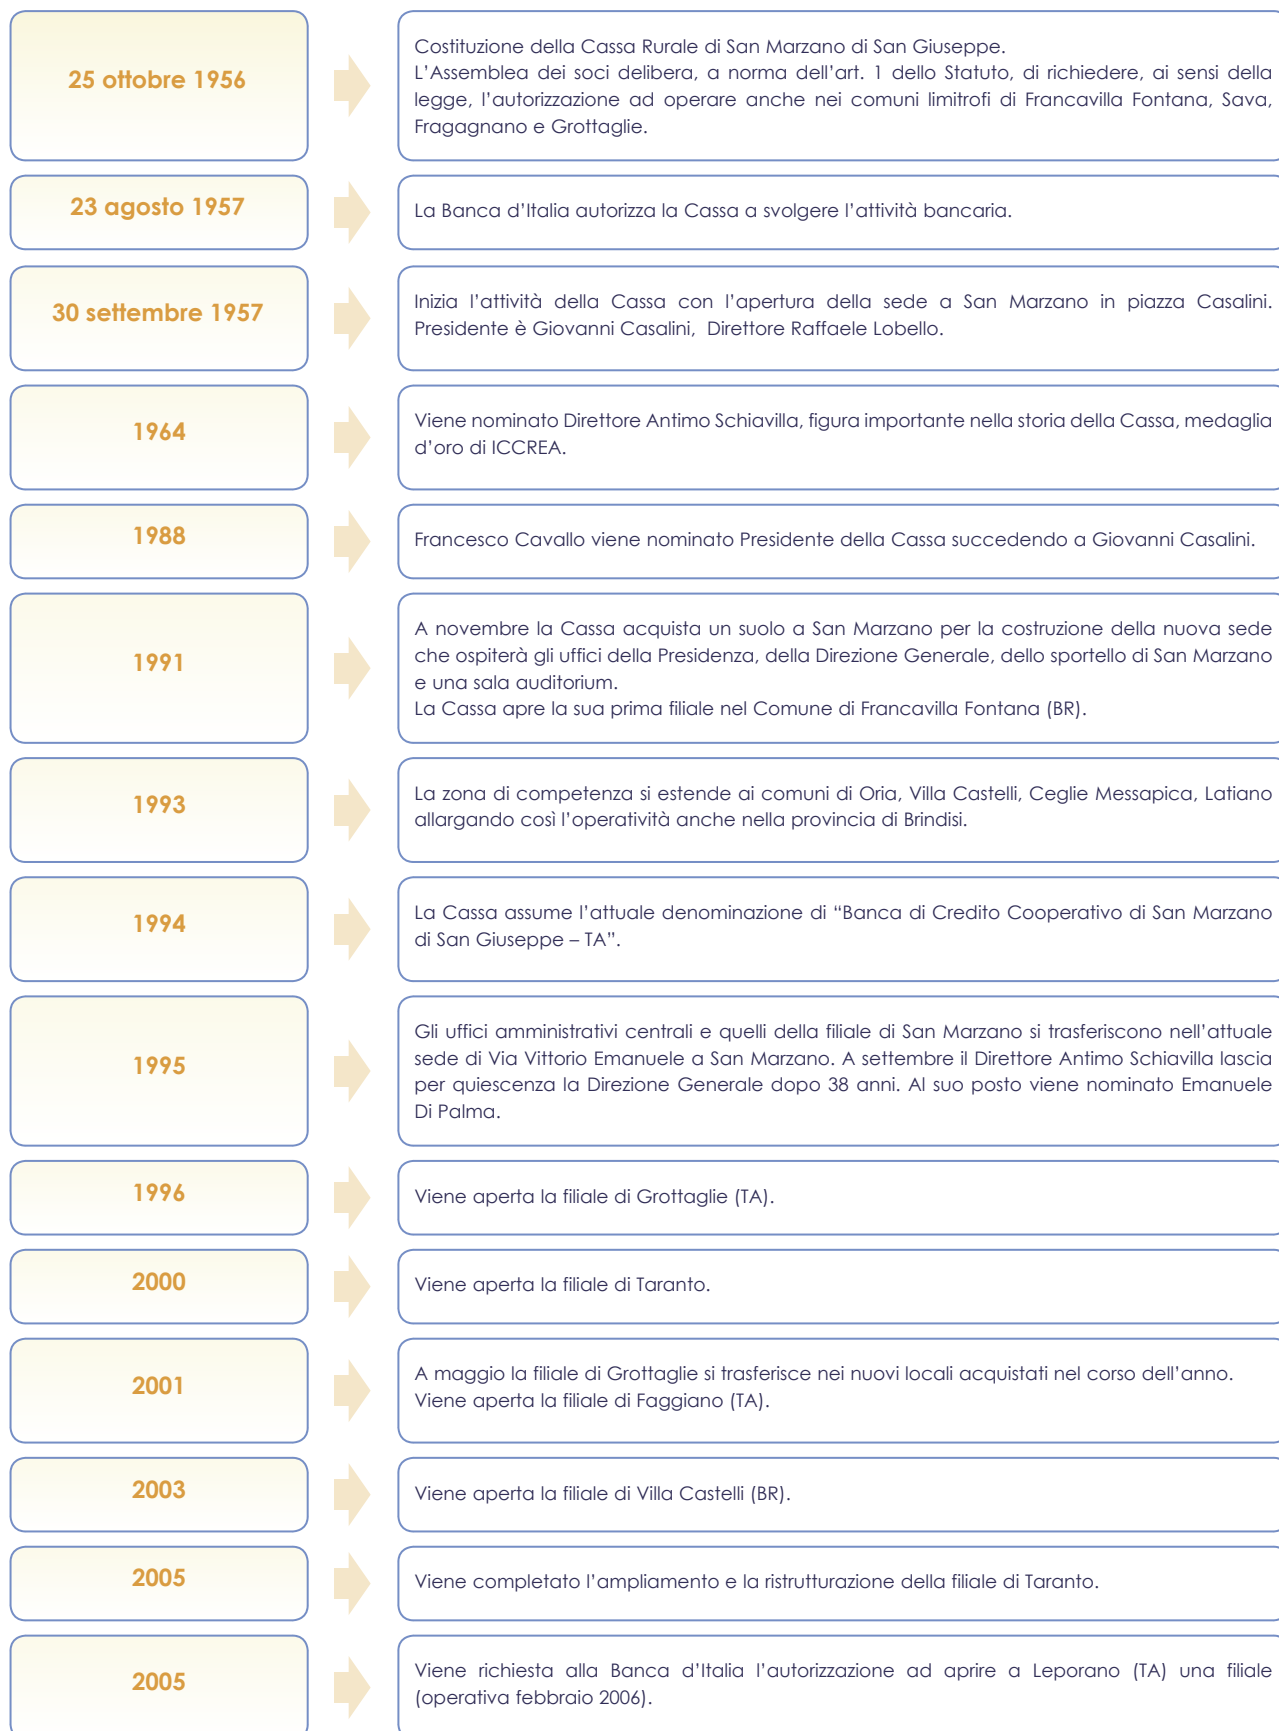 25 ottobre 1956
Costituzione della Cassa Rurale di San Marzano di San Giuseppe.
L’Assemblea dei soci delibera, a norma dell’art. 1 dello Statuto, di richiedere, ai sensi della
legge, l’autorizzazione ad operare anche nei comuni limitrofi di Francavilla Fontana, Sava,
Fragagnano e Grottaglie.
23 agosto 1957
La Banca d’Italia autorizza la Cassa a svolgere l’attività bancaria.
30 settembre 1957
Inizia l’attività della Cassa con l’apertura della sede a San Marzano in piazza Casalini.
Presidente è Giovanni Casalini, Direttore Raffaele Lobello.
1964
Viene nominato Direttore Antimo Schiavilla, figura importante nella storia della Cassa, medaglia
d’oro di ICCREA.
1988
Francesco Cavallo viene nominato Presidente della Cassa succedendo a Giovanni Casalini.
1991
A novembre la Cassa acquista un suolo a San Marzano per la costruzione della nuova sede
che ospiterà gli uffici della Presidenza, della Direzione Generale, dello sportello di San Marzano
e una sala auditorium.
La Cassa apre la sua prima filiale nel Comune di Francavilla Fontana (BR).
1993
La zona di competenza si estende ai comuni di Oria, Villa Castelli, Ceglie Messapica, Latiano
allargando così l’operatività anche nella provincia di Brindisi.
1994
La Cassa assume l’attuale denominazione di “Banca di Credito Cooperativo di San Marzano
di San Giuseppe – TA”.
1995
Gli uffici amministrativi centrali e quelli della filiale di San Marzano si trasferiscono nell’attuale
sede di Via Vittorio Emanuele a San Marzano. A settembre il Direttore Antimo Schiavilla lascia
per quiescenza la Direzione Generale dopo 38 anni. Al suo posto viene nominato Emanuele
Di Palma.
1996
Viene aperta la filiale di Grottaglie (TA).
2000
Viene aperta la filiale di Taranto.
2001
A maggio la filiale di Grottaglie si trasferisce nei nuovi locali acquistati nel corso dell’anno.
Viene aperta la filiale di Faggiano (TA).
2003
Viene aperta la filiale di Villa Castelli (BR).
2005
Viene completato l’ampliamento e la ristrutturazione della filiale di Taranto.
2005
Viene richiesta alla Banca d’Italia l’autorizzazione ad aprire a Leporano (TA) una filiale
(operativa febbraio 2006).